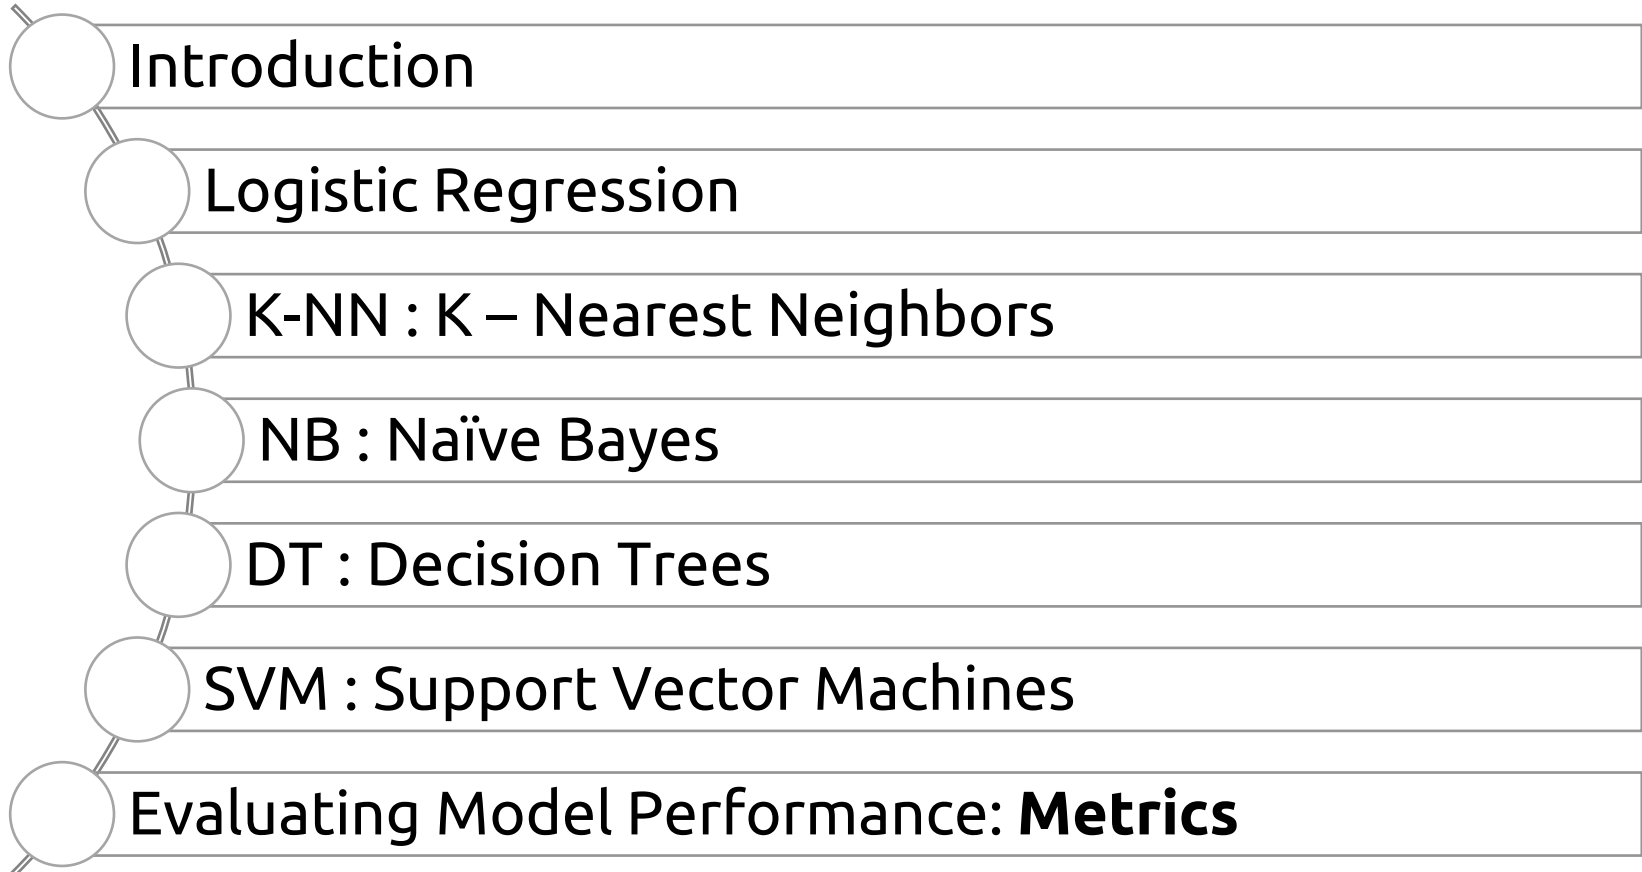 Introduction
Logistic Regression
K-NN : K – Nearest Neighbors
NB : Naïve Bayes
DT : Decision Trees
SVM : Support Vector Machines
Evaluating Model Performance: Metrics